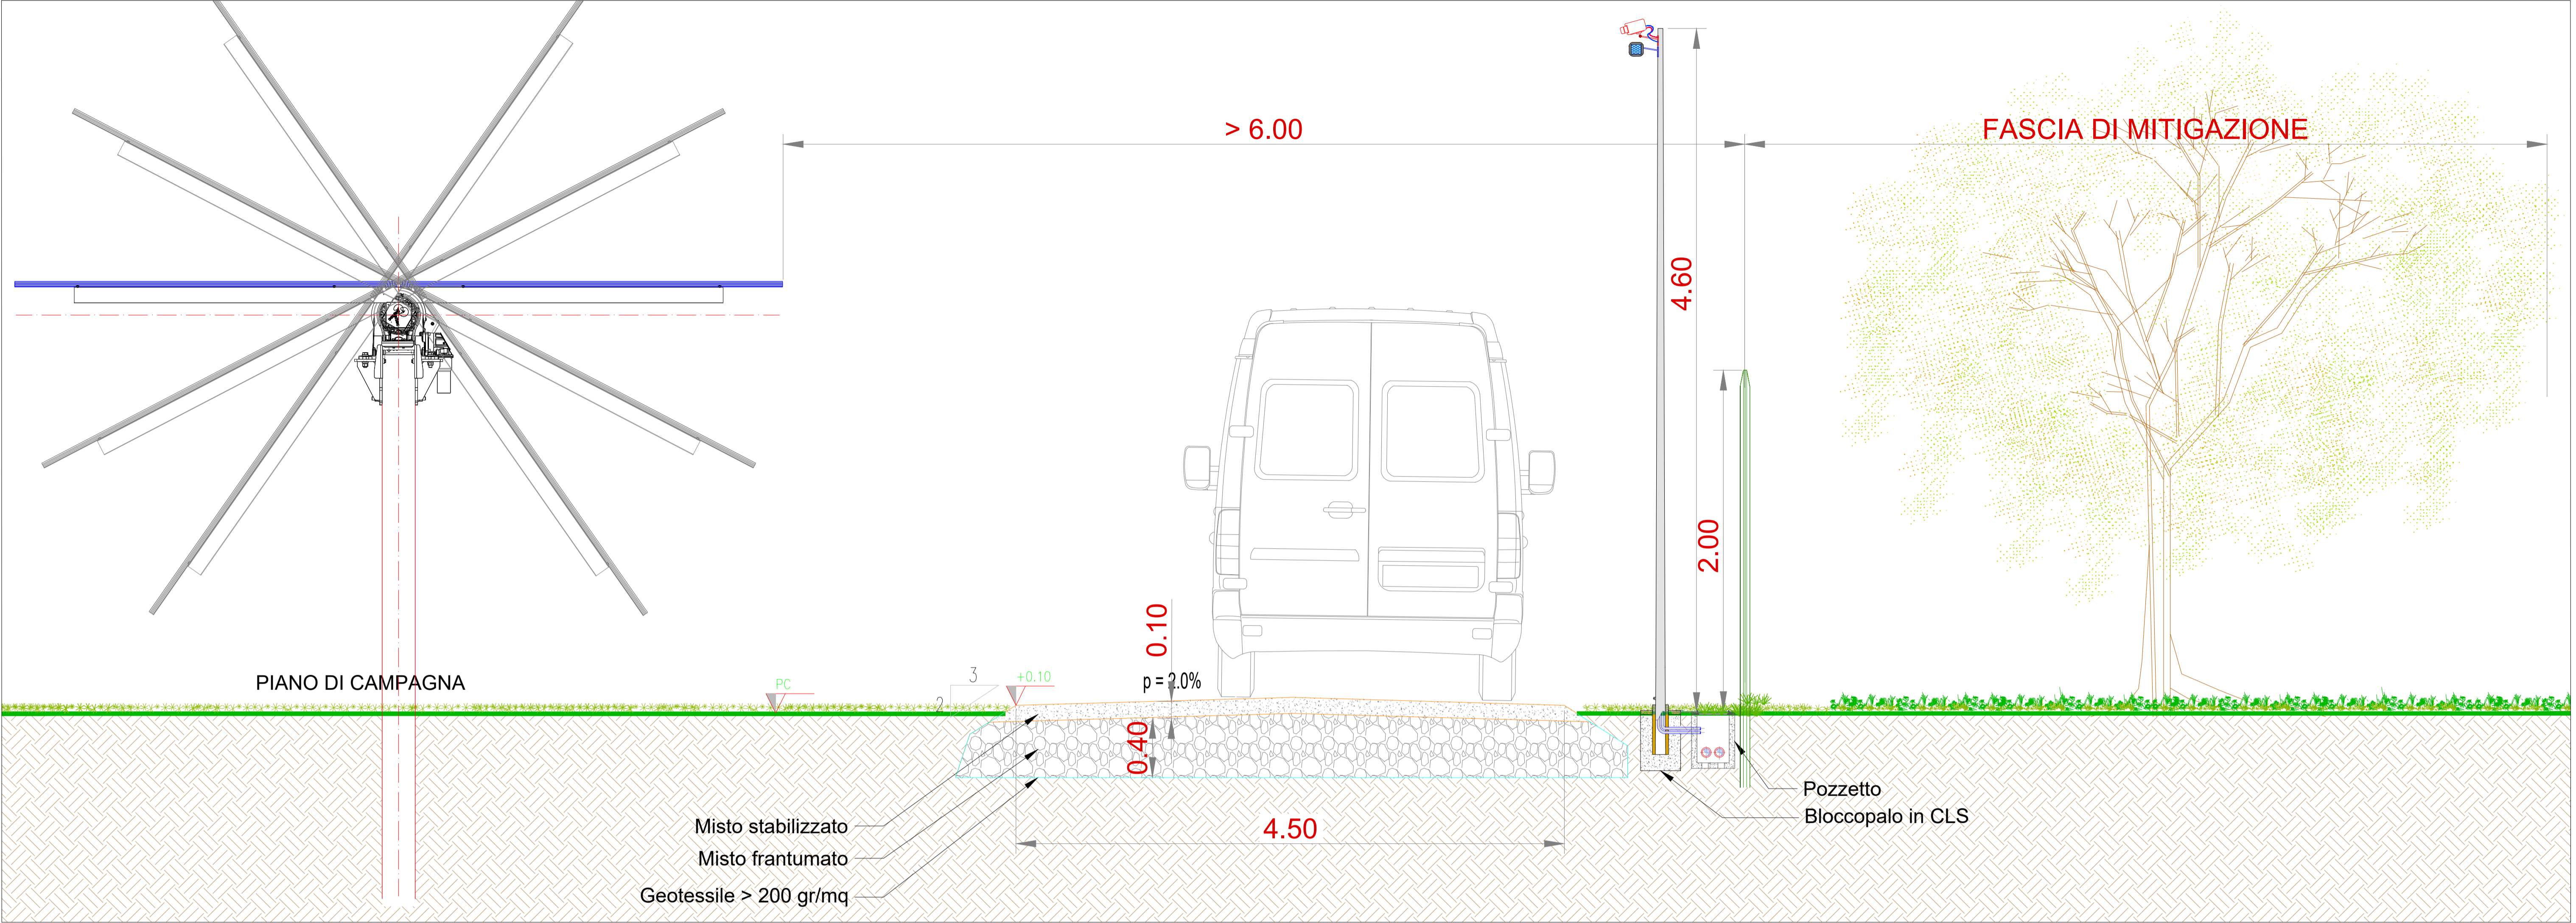 > 6.00
FASCIA DI MITIGAZIONE
4.60
2.00
0.10
PIANO DI CAMPAGNA
PC
3
2
+0.10
p = 2.0%
0.40
Pozzetto
Bloccopalo in CLS
Misto stabilizzato
4.50
Misto frantumato
Geotessile > 200 gr/mq